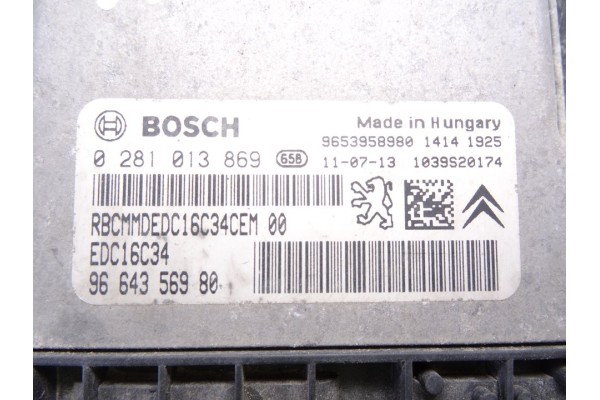 BOSCH
Made in Hungary
9653958980 1414 1925
0 281 013 869 65B
11-07-13 1039S20174
RBCMMDEDC16C34CEM 00
EDC16C34
96 643 569 80